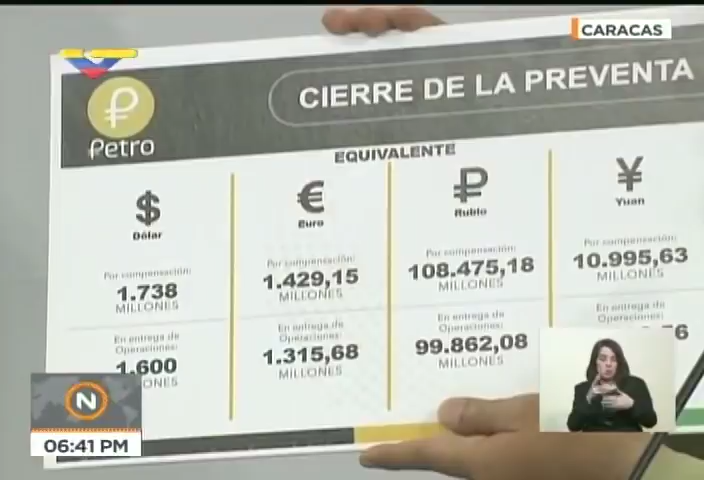 CARACAS
CIERRE DE LA PREVENTA
Petro
EQUIVALENTE
$
Dólar
€
Euro
₽
Rublo
¥
Yuan
Por compensación:
1.738
MILLONES
Por compensación:
1.429,15
MILLONES
Por compensación:
108.475,18
MILLONES
Por compensación:
10.995,63
MILLONES
En entrega de
Operaciones:
1.600
ONES
En entrega de
Operaciones:
1.315,68
MILLONES
En entrega de
Operaciones:
99.862,08
MILLONES
En entrega de
N
06:41 PM